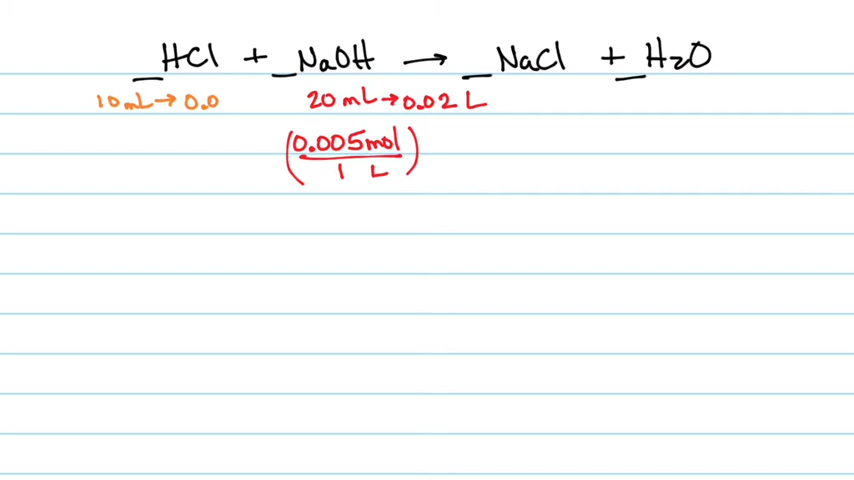 _HCl + _NaOH → _NaCl + _H2O
10 mL → 0.0 20 mL → 0.02 L
(0.005 mol
1 L)